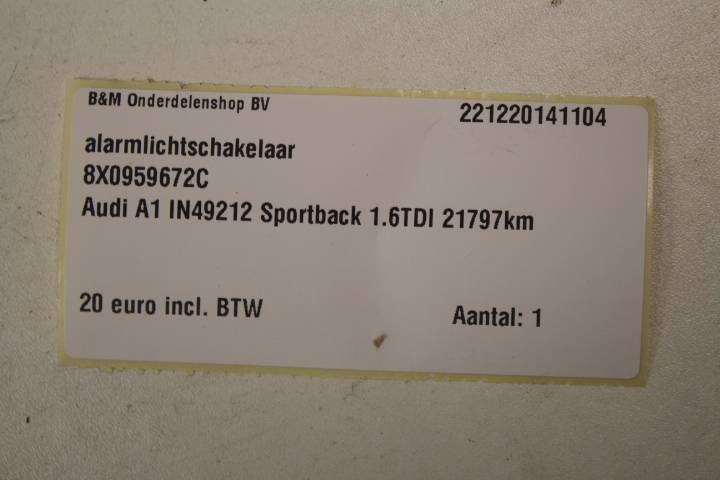 B&M Onderdelenshop BV
221220141104
alarmlichtschakelaar
8X0959672C
Audi A1 IN49212 Sportback 1.6TDI 21797km
20 euro incl. BTW
Aantal: 1